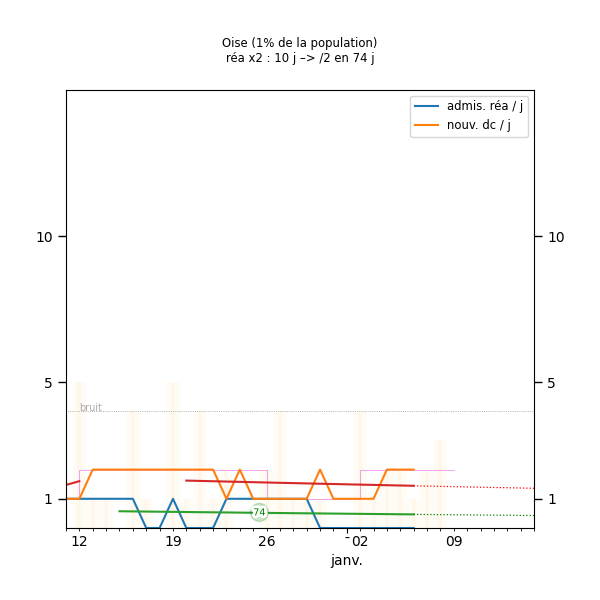 Oise (1% de la population)
réa x2 : 10 j –> /2 en 74 j
admis. réa / j
nouv. dc / j
10 10
5 5
bruit
1 1
-74
12 19 26 02 09
janv.